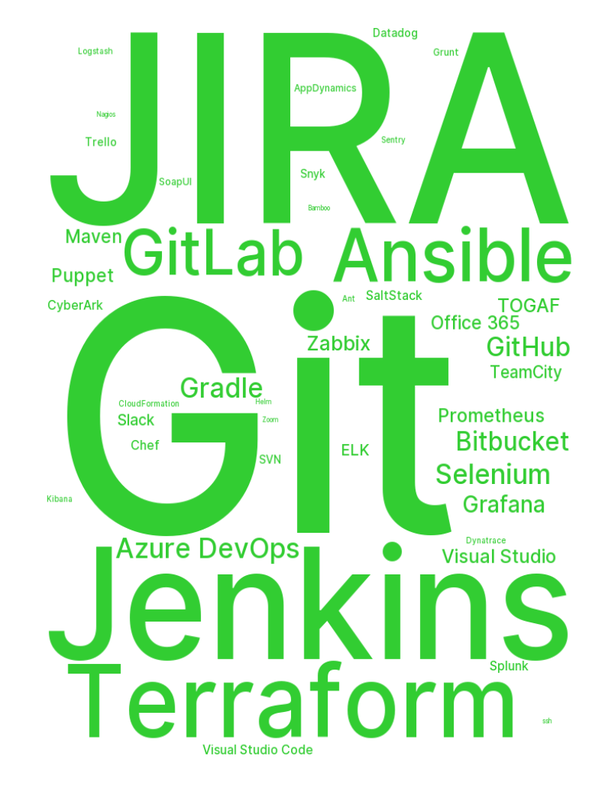 Datadog
Logstash
Grunt
JIRA
AppDynamics
Nagios
Trello
Sentry
Snyk
SoapUI
Bamboo
Maven
GitLab
Ansible
Puppet
CyberArk
Ant
SaltStack
TOGAF
Office 365
Git
Zabbix
GitHub
TeamCity
Gradle
CloudFormation
Helm
Slack
Zoom
Prometheus
Chef
ELK
Bitbucket
SVN
Selenium
Kibana
Grafana
Dynatrace
Azure DevOps
Visual Studio
Jenkins
Splunk
Terraform
ssh
Visual Studio Code